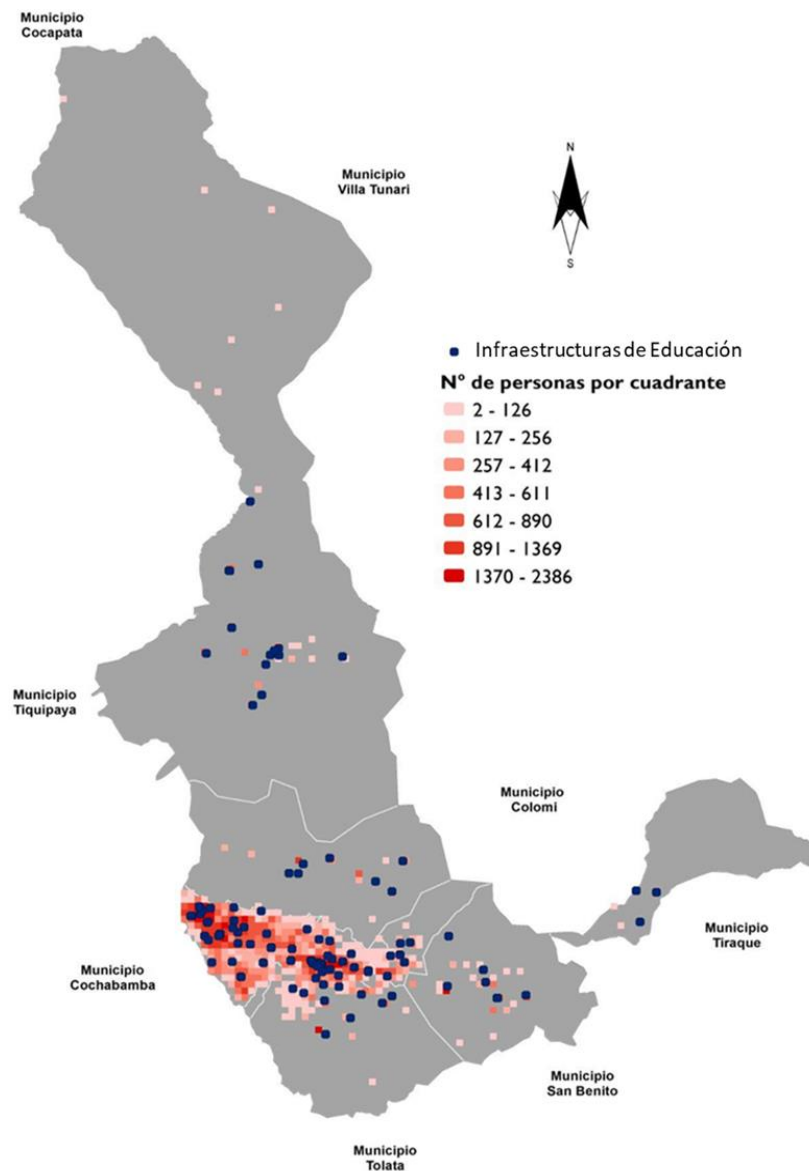 Municipio
Cocapata
N
Municipio
Villa Tunari
S
Infraestructuras de Educación
N° de personas por cuadrante
2 - 126
127 - 256
257 - 412
413 - 611
612 - 890
891 - 1369
1370 - 2386
Municipio
Tiquipaya
Municipio
Colomi
Municipio
Tiraque
Municipio
Cochabamba
Municipio
San Benito
Municipio
Tolata